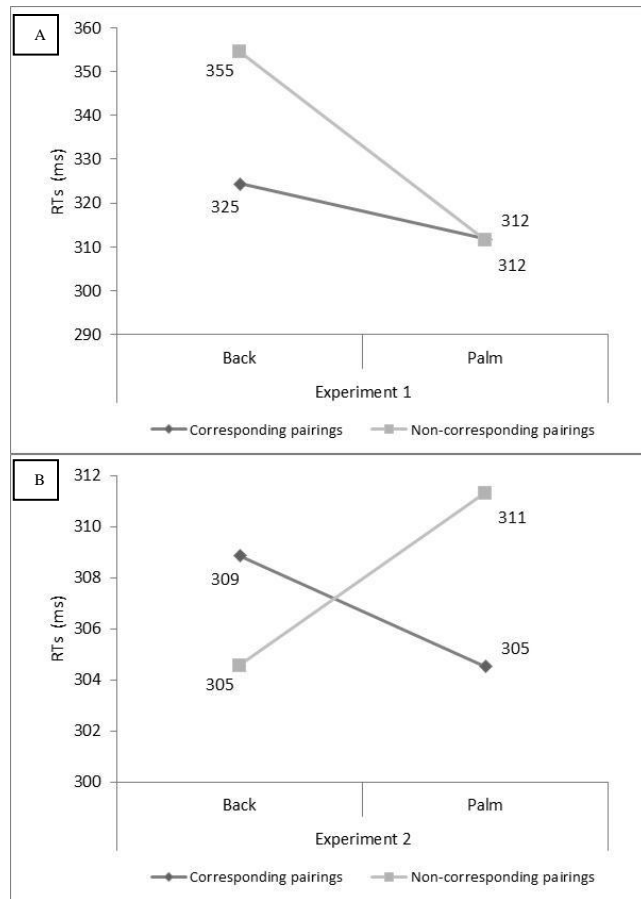 A
360
350
340
330
320
310
300
290
RTs (ms)
355
325
312
312
Back Palm
Experiment 1
Corresponding pairings Non-corresponding pairings
B
312
310
308
306
304
302
300
RTs (ms)
311
309
305
305
Back Palm
Experiment 2
Corresponding pairings Non-corresponding pairings